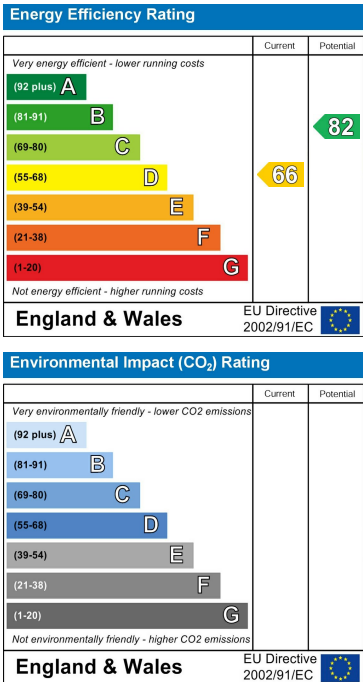 Energy Efficiency Rating
Current Potential
Very energy efficient - lower running costs
(92 plus) A
(81-91) B
82
(69-80) C
(55-68) D
66
(39-54) E
(21-38) F
(1-20) G
Not energy efficient - higher running costs
England & Wales
EU Directive
2002/91/EC
Environmental Impact (CO₂) Rating
Current Potential
Very environmentally friendly - lower CO2 emissions
(92 plus) A
(81-91) B
(69-80) C
(55-68) D
(39-54) E
(21-38) F
(1-20) G
Not environmentally friendly - higher CO2 emissions
England & Wales
EU Directive
2002/91/EC